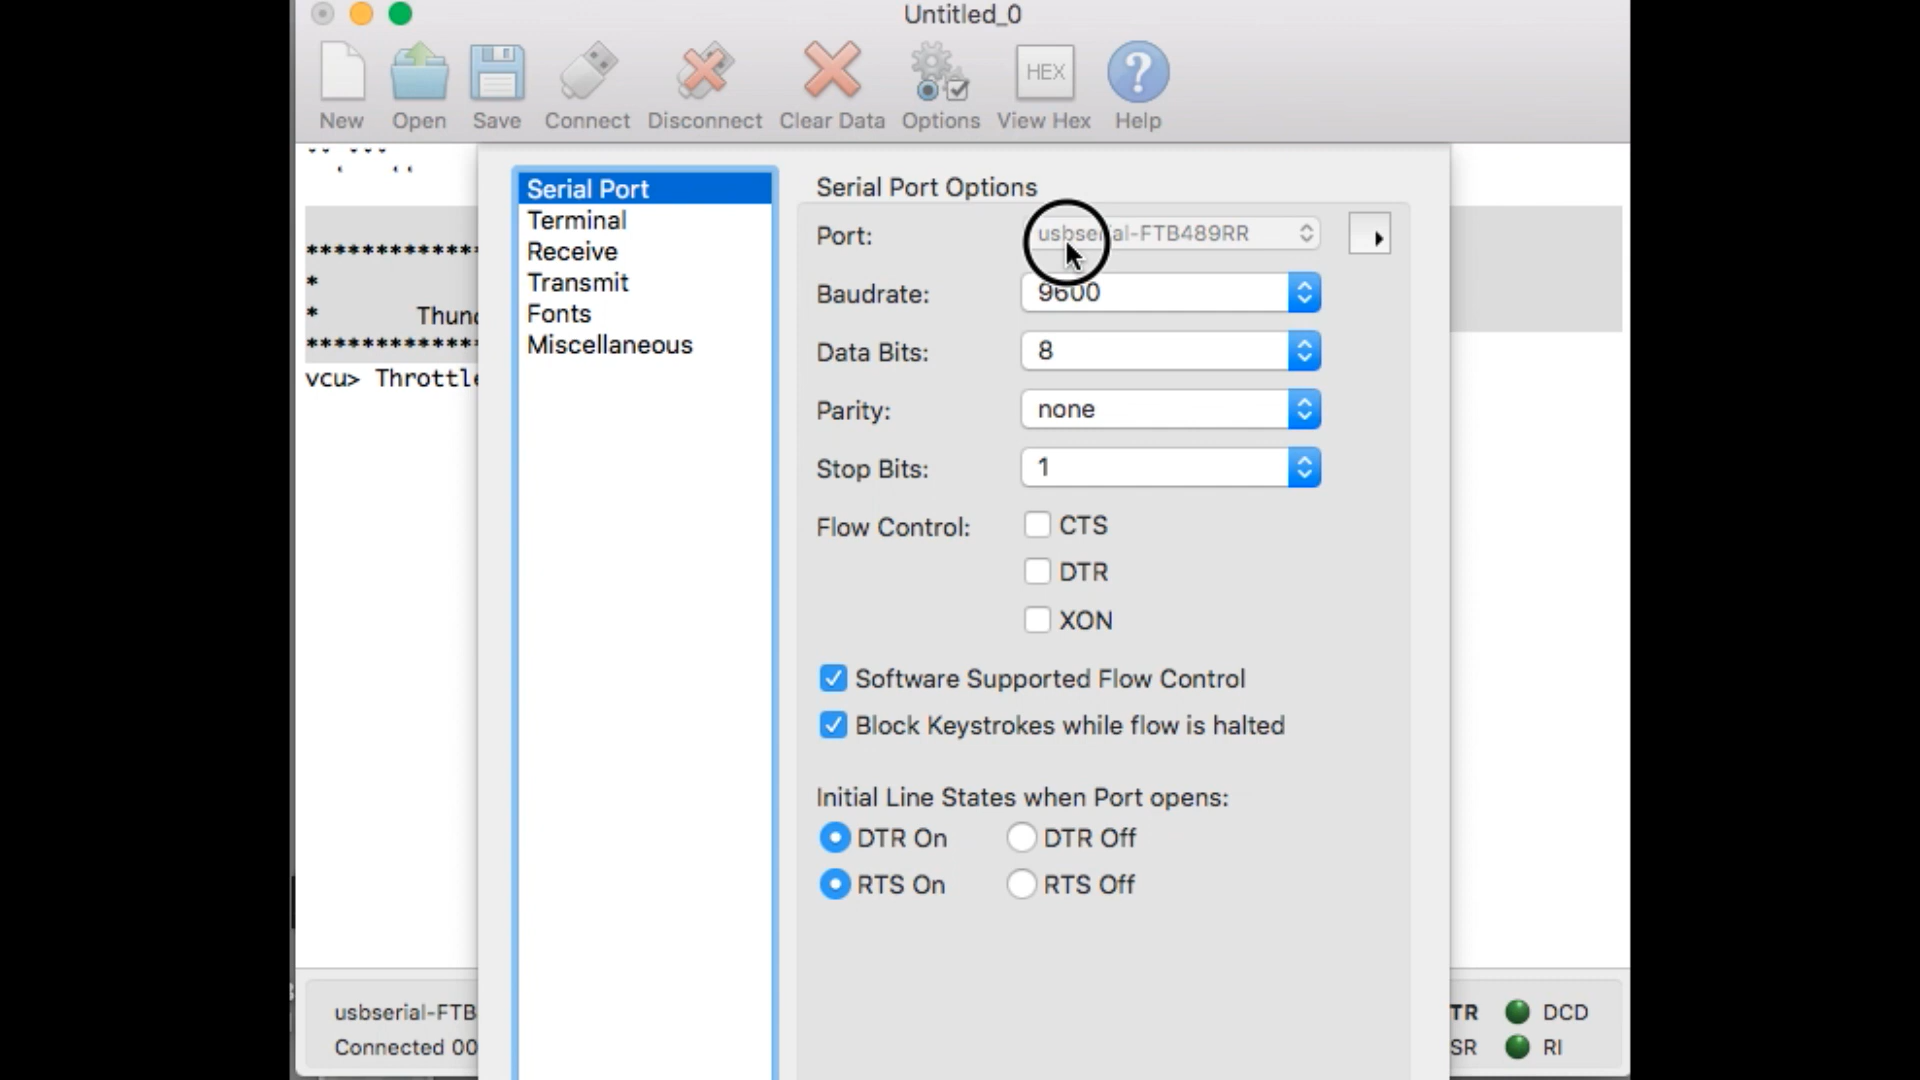 Untitled_0
New Open Save Connect Disconnect Clear Data Options HEX View Hex Help
Serial Port
Terminal
Receive
Transmit
Fonts
Miscellaneous
Serial Port Options
Port: usbserial-FTB489RR
Baudrate: 9600
Data Bits: 8
Parity: none
Stop Bits: 1
Flow Control: CTS
DTR
XON
Software Supported Flow Control
Block Keystrokes while flow is halted
Initial Line States when Port opens:
DTR On DTR Off
RTS On RTS Off
*************
*
* Thund
*************
vcu> Throttle
usbserial-FTB
Connected 00
TR DCD
SR RI